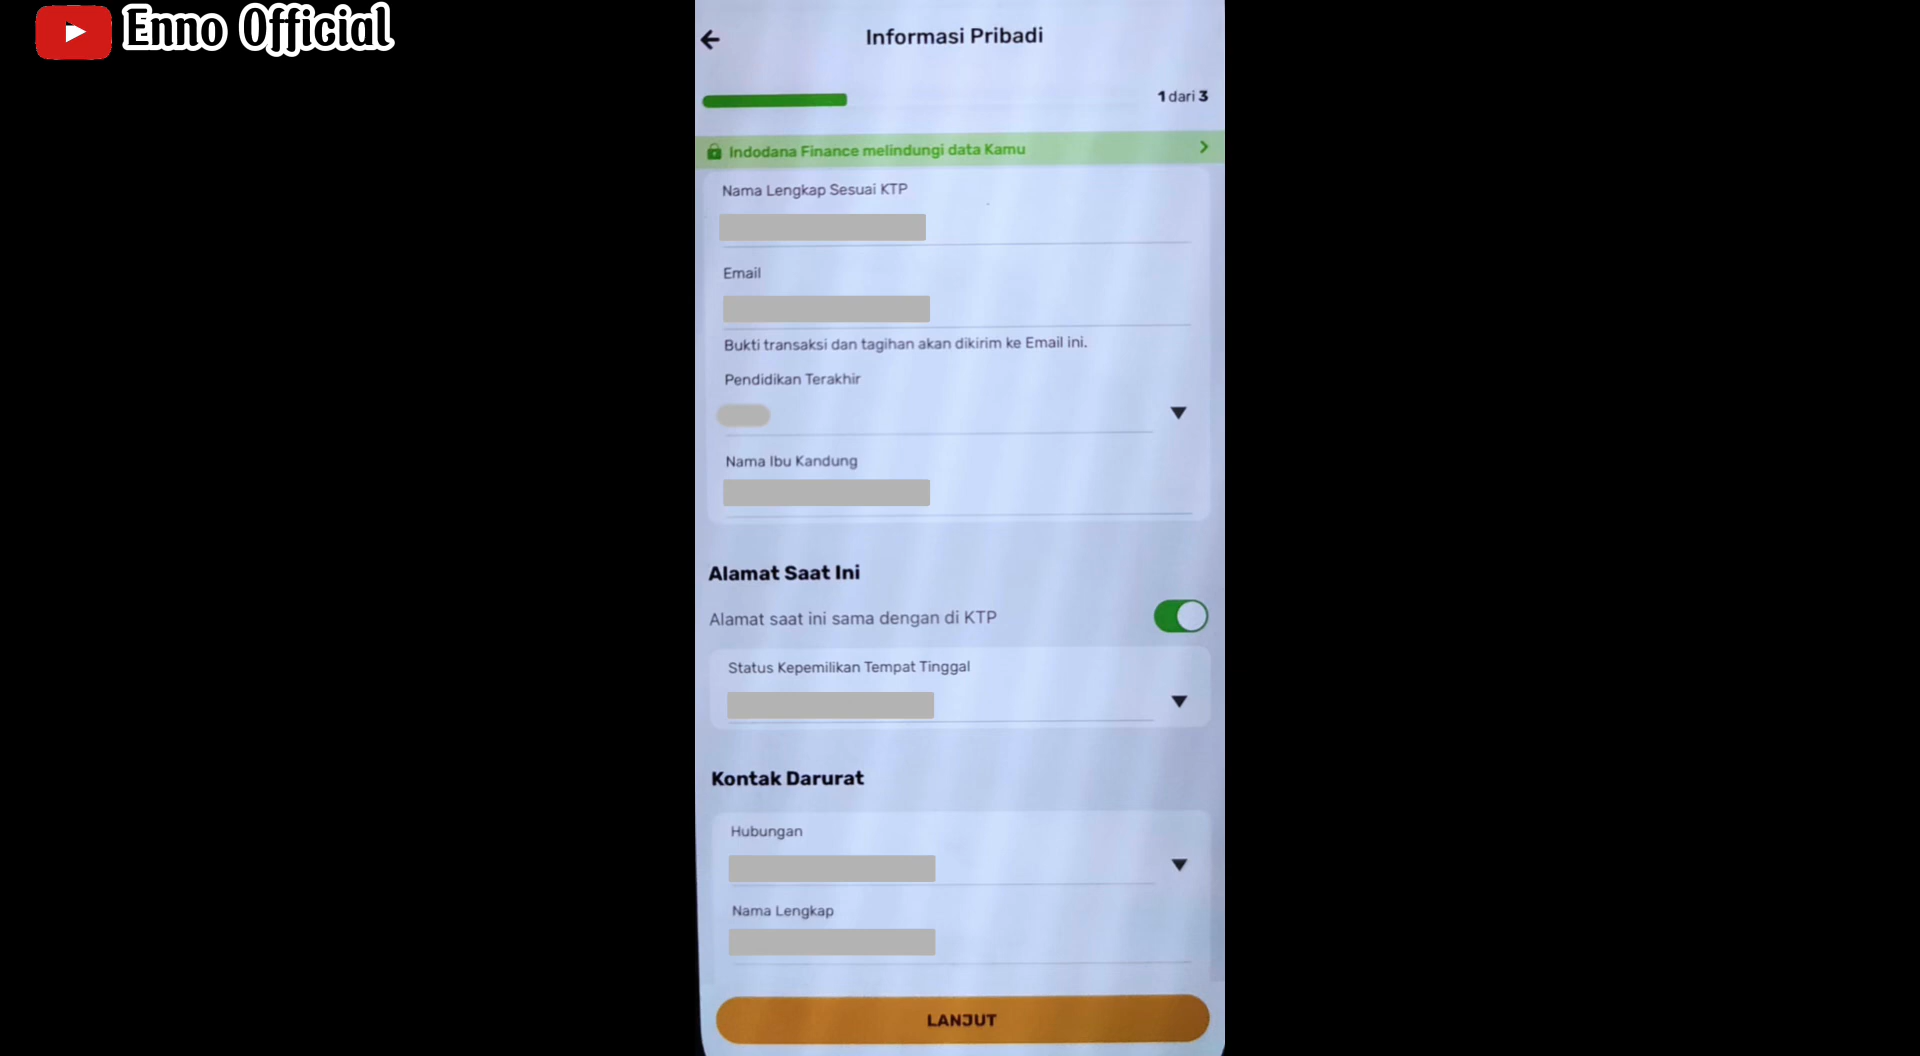 Enno Official
Informasi Pribadi
1 dari 3
Indodana Finance melindungi data Kamu
Nama Lengkap Sesuai KTP
Email
Bukti transaksi dan tagihan akan dikirim ke Email ini.
Pendidikan Terakhir
Nama Ibu Kandung
Alamat Saat Ini
Alamat saat ini sama dengan di KTP
Status Kepemilikan Tempat Tinggal
Kontak Darurat
Hubungan
Nama Lengkap
LANJUT